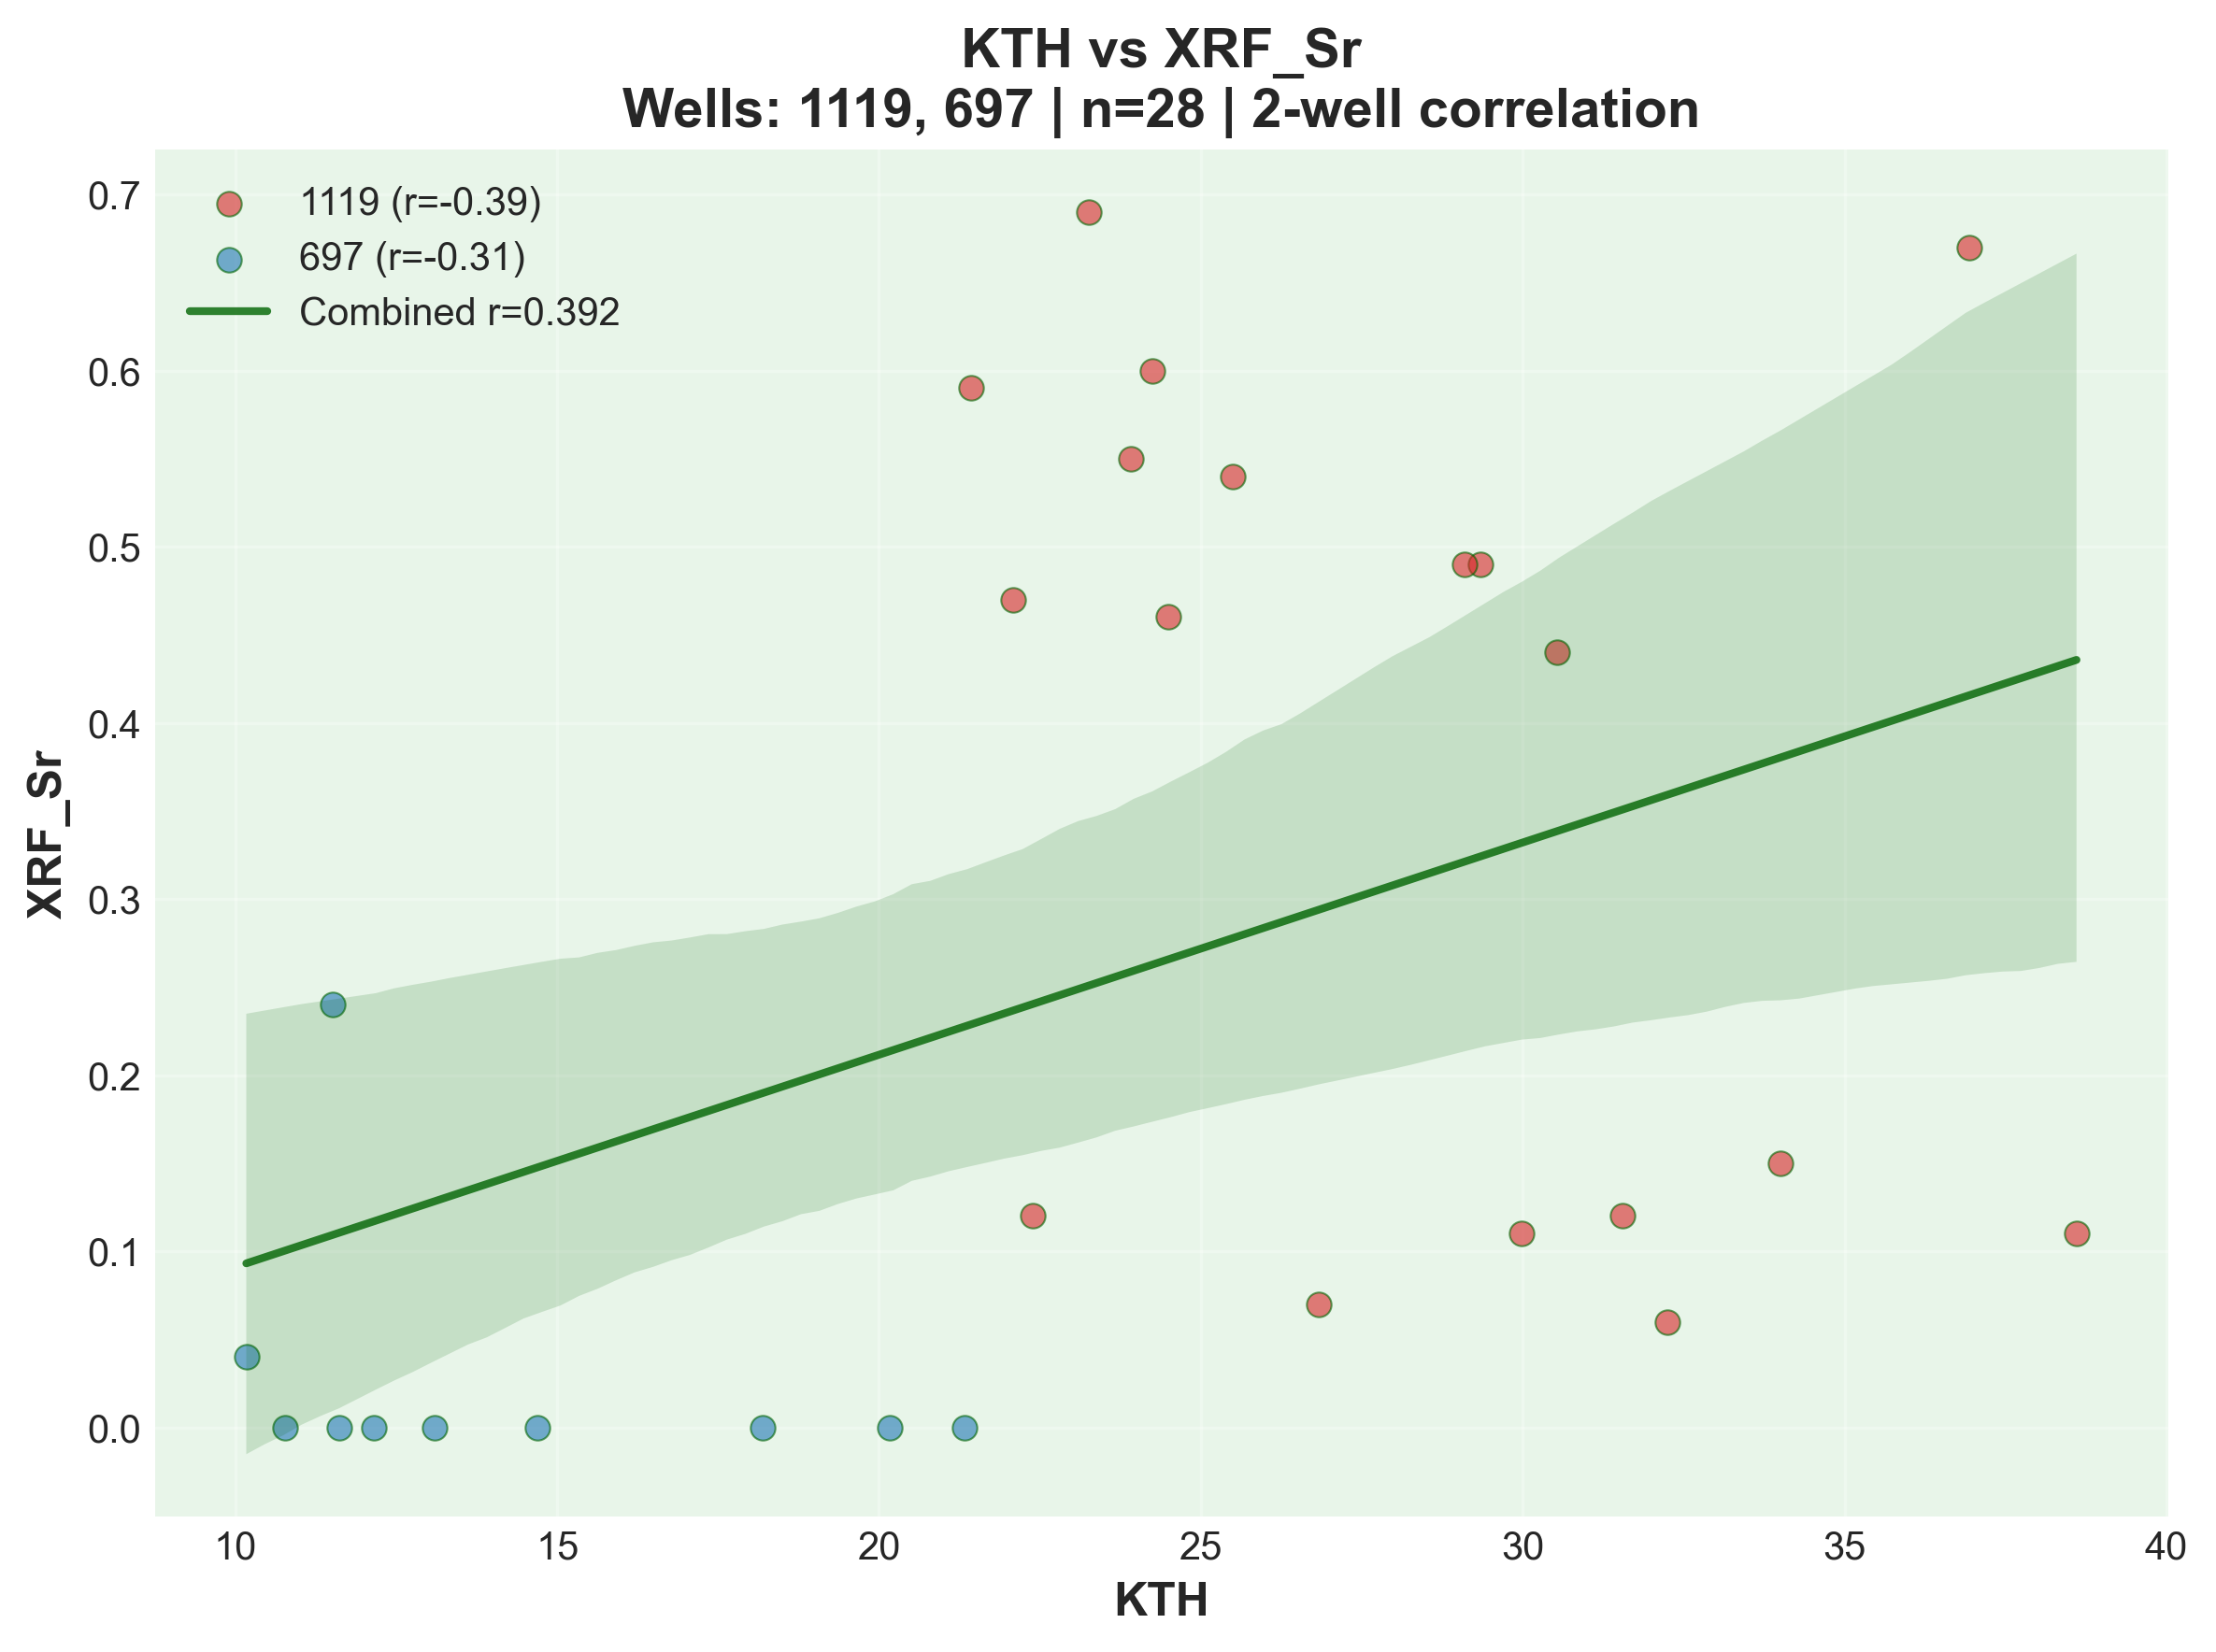 KTH vs XRF_Sr
Wells: 1119, 697 | n=28 | 2-well correlation
1119 (r=-0.39)
697 (r=-0.31)
Combined r=0.392
0.7
0.6
0.5
0.4
0.3
0.2
0.1
0.0
XRF_Sr
10 15 20 25 30 35 40
KTH